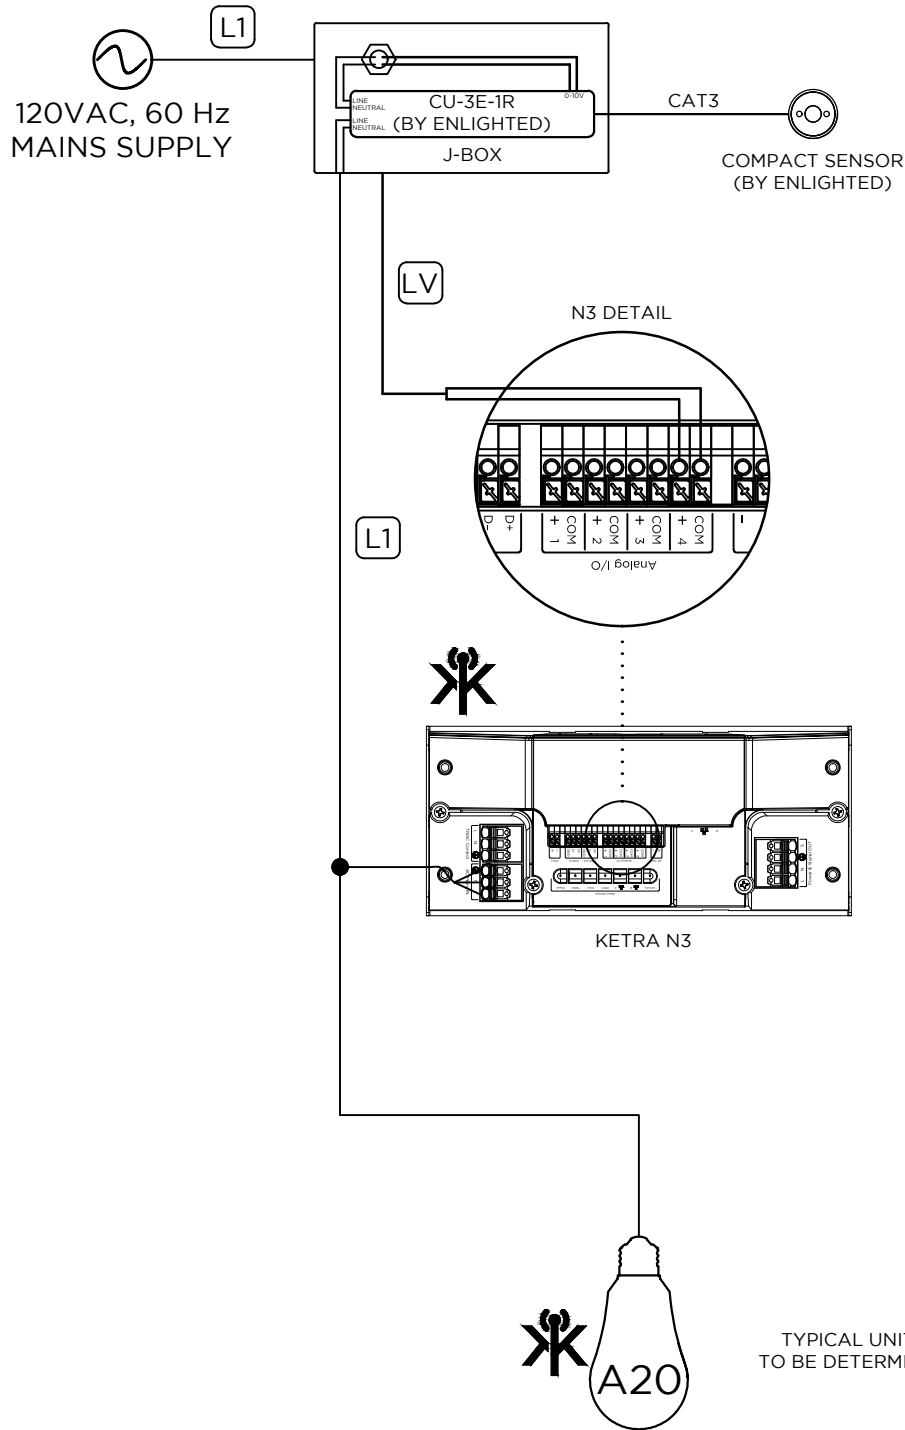 L1
120VAC, 60 Hz
MAINS SUPPLY
LINE
NEUTRAL
LINE
NEUTRAL
0-10V
CU-3E-1R
(BY ENLIGHTED)
J-BOX
CAT3
COMPACT SENSOR
(BY ENLIGHTED)
LV
N3 DETAIL
D-
D+
+ 1
COM
+ 2
COM
+ 3
COM
+ 4
COM
Analog I/O
L1
KETRA N3
A20
TYPICAL UNIT
TO BE DETERMI